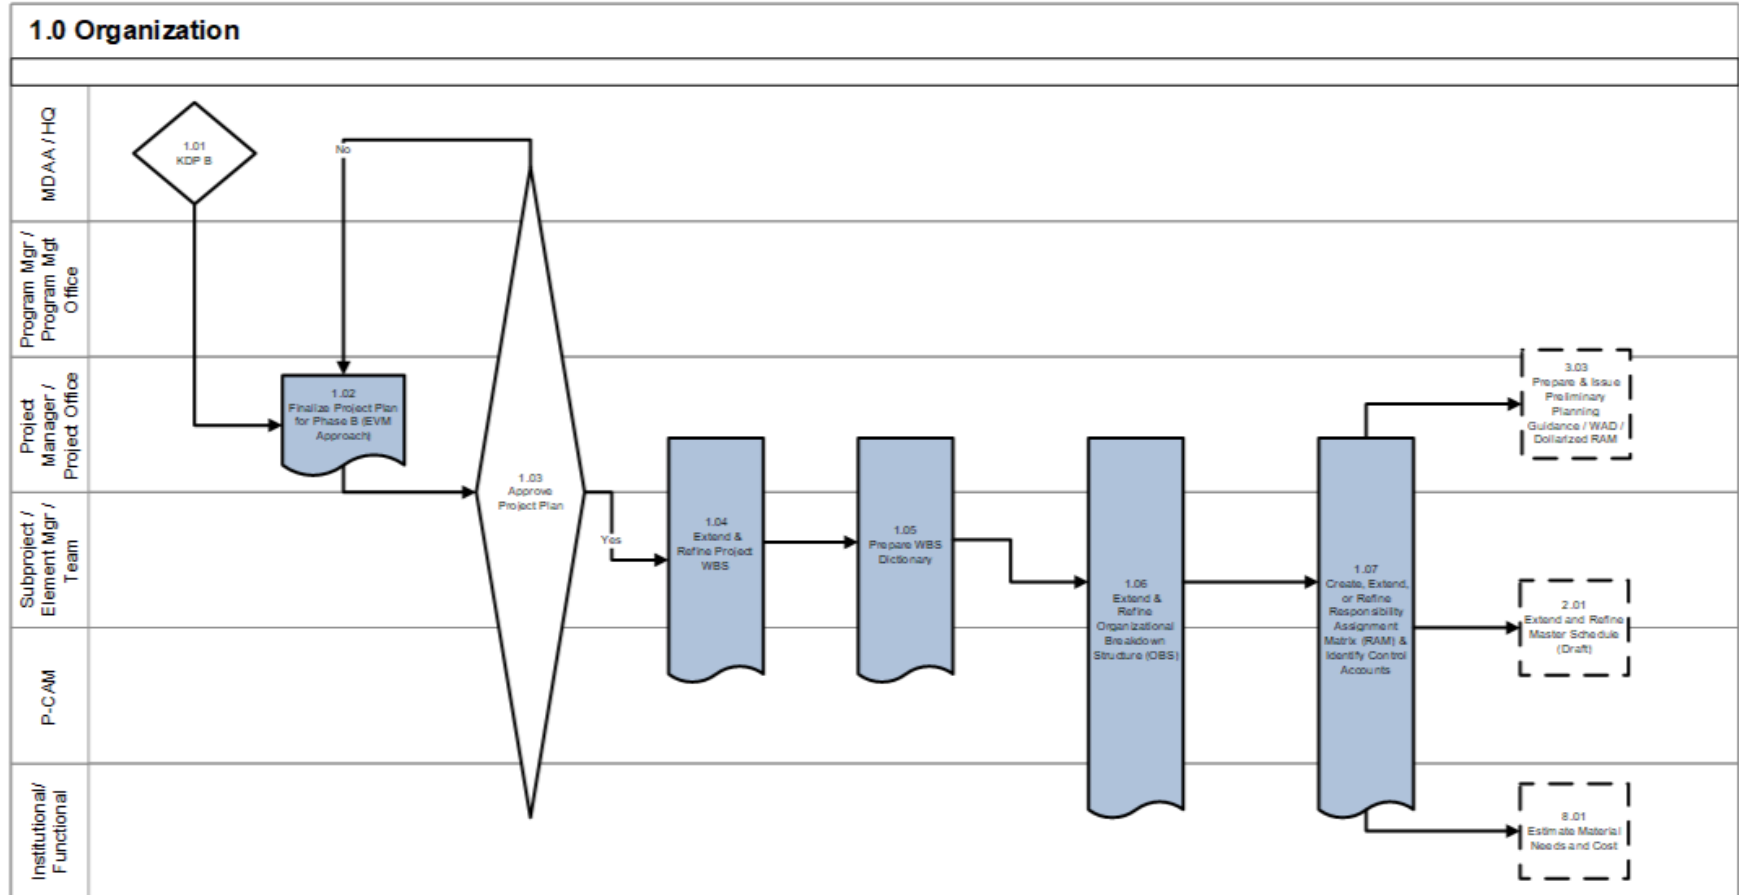 1.0 Organization
MDAA / HQ
Program Mgr /
Program Mgt
Office
Project
Manager /
Project Office
Subproject /
Element Mgr /
Team
P-CAM
Institutional/
Functional
1.01
KDP B
No
1.02
Finalize Project Plan
for Phase B (EVM
Approach)
1.03
Approve
Project Plan
Yes
1.04
Extend &
Refine Project
WBS
1.05
Prepare WBS
Dictionary
1.06
Extend &
Refine
Organizational
Breakdown
Structure (OBS)
1.07
Create, Extend,
or Refine
Responsibility
Assignment
Matrix (RAM) &
Identify Control
Accounts
3.03
Prepare & Issue
Preliminary
Planning
Guidance / WAD /
Dollarized RAM
2.01
Extend and Refine
Master Schedule
(Draft)
8.01
Estimate Material
Needs and Cost